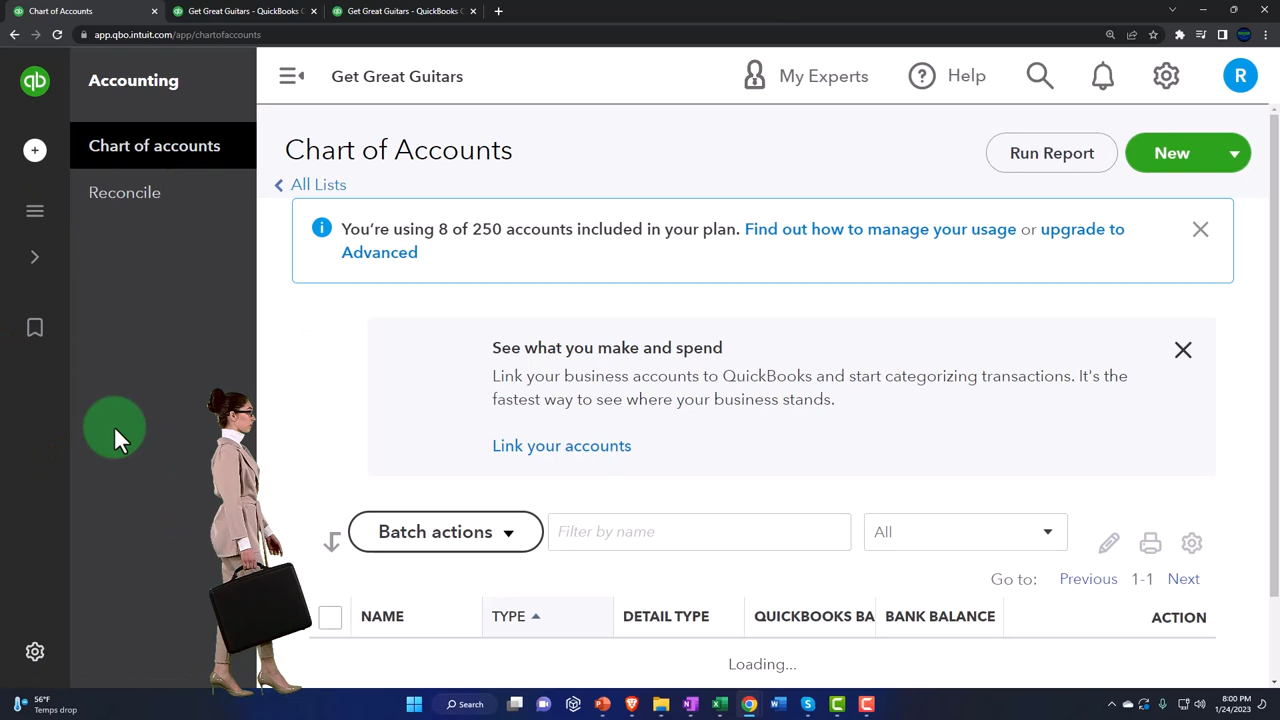 Chart of Accounts
Get Great Guitars - QuickBooks
Get Great Guitars - QuickBooks
app.qbo.intuit.com/app/chartofaccounts
qb
Accounting
Get Great Guitars
My Experts
Help
R
Chart of accounts
Reconcile
Chart of Accounts
All Lists
Run Report
New
You're using 8 of 250 accounts included in your plan. Find out how to manage your usage or upgrade to
Advanced
See what you make and spend
Link your business accounts to QuickBooks and start categorizing transactions. It's the
fastest way to see where your business stands.
Link your accounts
Batch actions
Filter by name
All
Go to: Previous 1-1 Next
NAME
TYPE
DETAIL TYPE
QUICKBOOKS BA
BANK BALANCE
ACTION
Loading...
56°F
Temps drop
Search
8:00 PM
1/24/2023